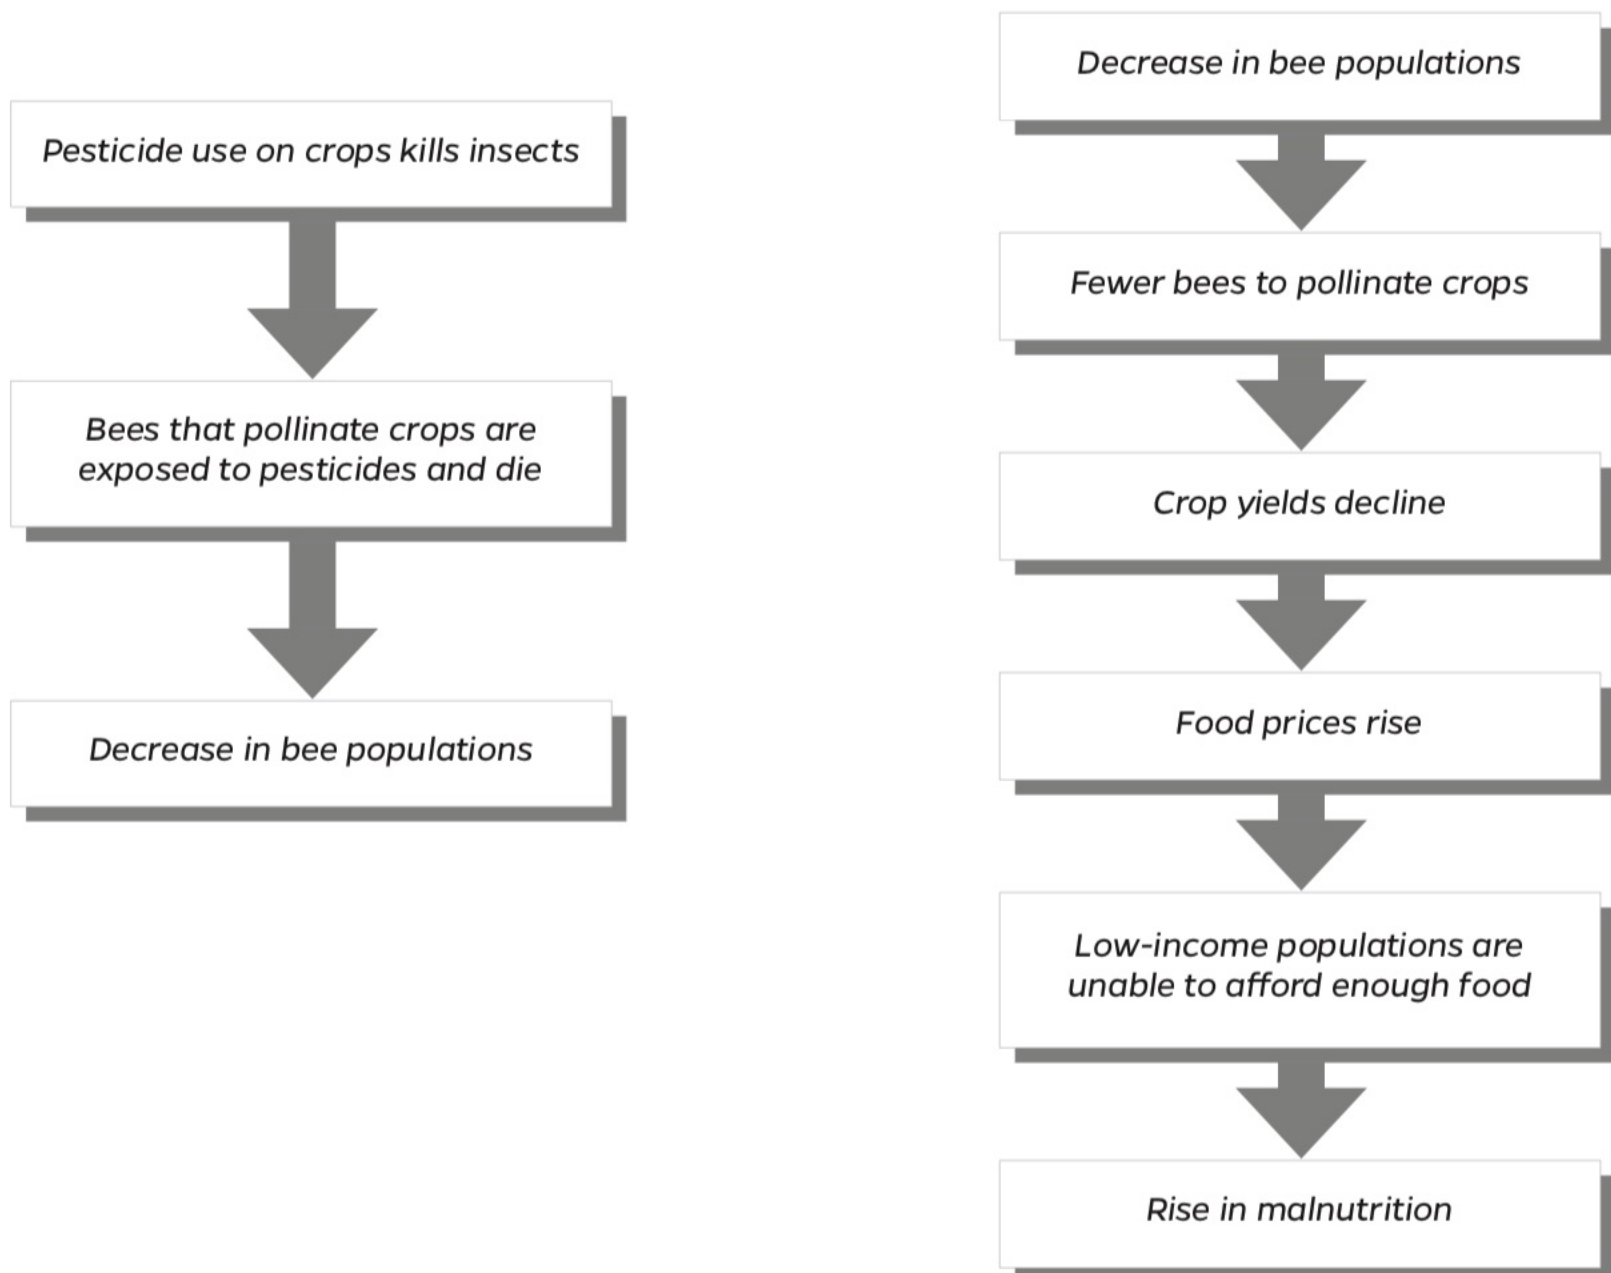 Pesticide use on crops kills insects
Bees that pollinate crops are
exposed to pesticides and die
Decrease in bee populations
Decrease in bee populations
Fewer bees to pollinate crops
Crop yields decline
Food prices rise
Low-income populations are
unable to afford enough food
Rise in malnutrition